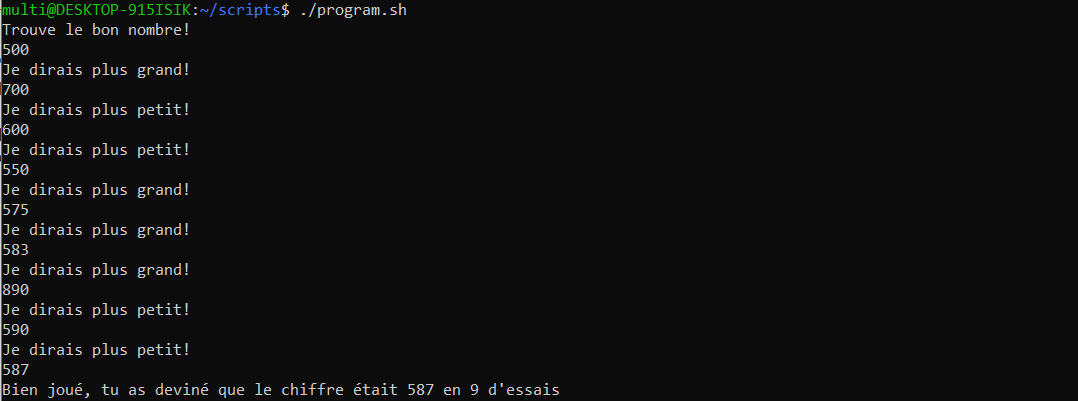 multi@DESKTOP-915ISIK:~/scripts$ ./program.sh
Trouve le bon nombre!
500
Je dirais plus grand!
700
Je dirais plus petit!
600
Je dirais plus petit!
550
Je dirais plus grand!
575
Je dirais plus grand!
583
Je dirais plus grand!
890
Je dirais plus petit!
590
Je dirais plus petit!
587
Bien joué, tu as deviné que le chiffre était 587 en 9 d'essais